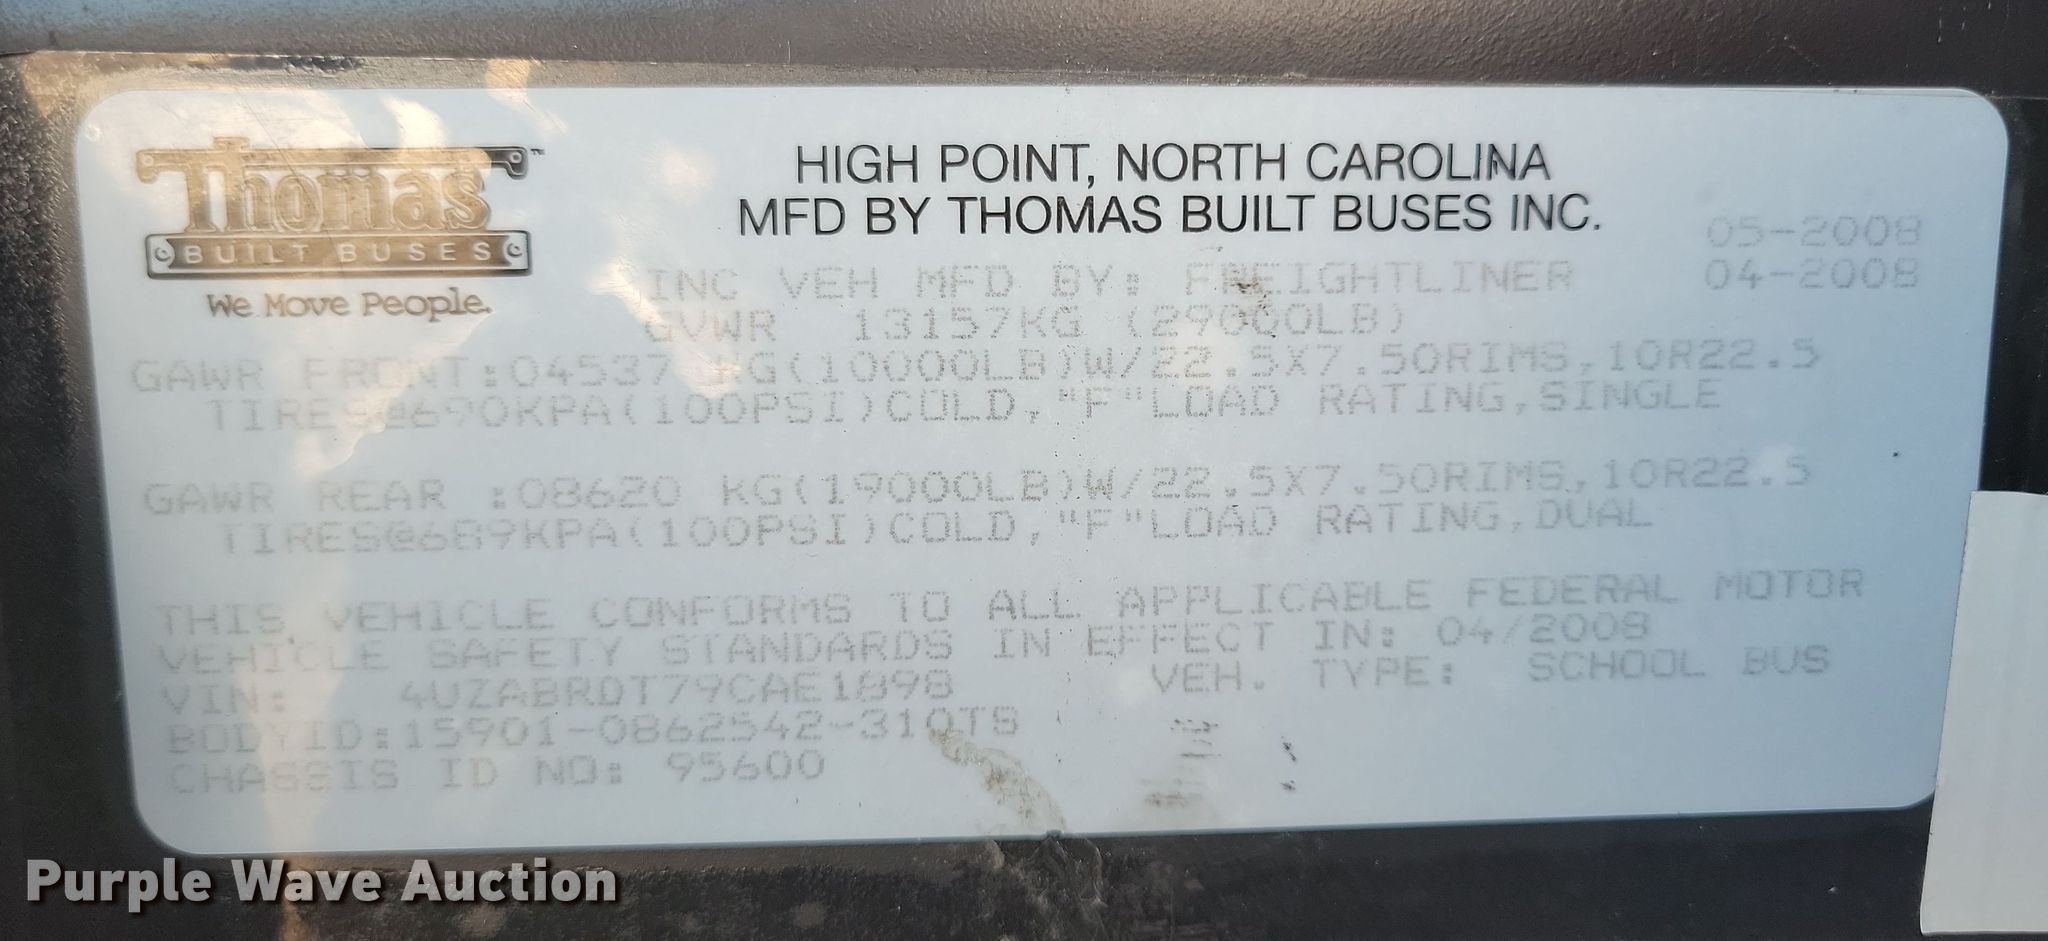 Thomas™
BUILT BUSES
We Move People.
HIGH POINT, NORTH CAROLINA
MFD BY THOMAS BUILT BUSES INC.
05-2008
INC VEH MFD BY: FREIGHTLINER 04-2008
GVWR 13157KG (29000LB)
GAWR FRONT:04537 KG(10000LB)W/22.5X7.50RIMS,10R22.5
TIRES@690KPA(100PSI)COLD,"F"LOAD RATING,SINGLE
GAWR REAR :08620 KG(19000LB)W/22.5X7.50RIMS,10R22.5
TIRES@689KPA(100PSI)COLD,"F"LOAD RATING,DUAL
THIS VEHICLE CONFORMS TO ALL APPLICABLE FEDERAL MOTOR
VEHICLE SAFETY STANDARDS IN EFFECT IN: 04/2008
VIN: 4UZABRDT79CAE1898 VEH. TYPE: SCHOOL BUS
BODYID:15901-0862542-310TS
CHASSIS ID NO: 95600
Purple Wave Auction